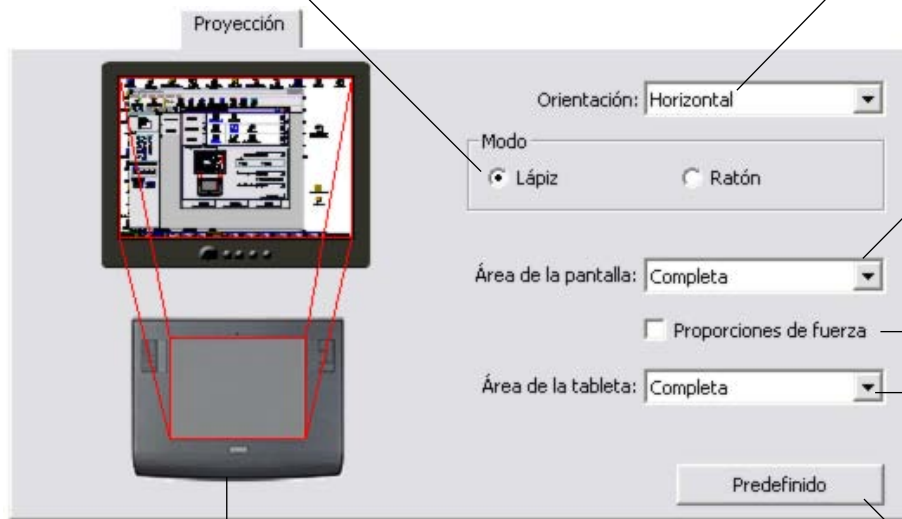 Proyección
Orientación: Horizontal
Modo
Lápiz Ratón
Área de la pantalla: Completa
Proporciones de fuerza
Área de la tableta: Completa
Predefinido